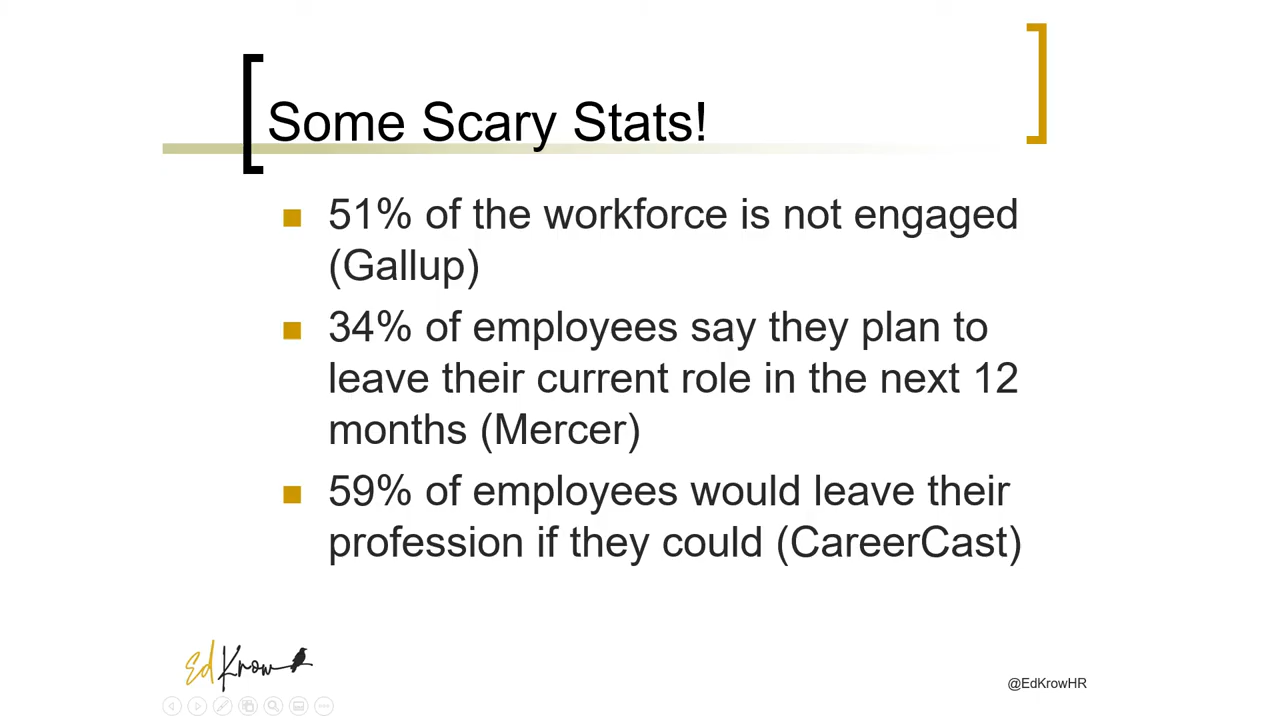 Some Scary Stats!
51% of the workforce is not engaged
(Gallup)
34% of employees say they plan to
leave their current role in the next 12
months (Mercer)
59% of employees would leave their
profession if they could (CareerCast)
Ed Krow
@EdKrowHR